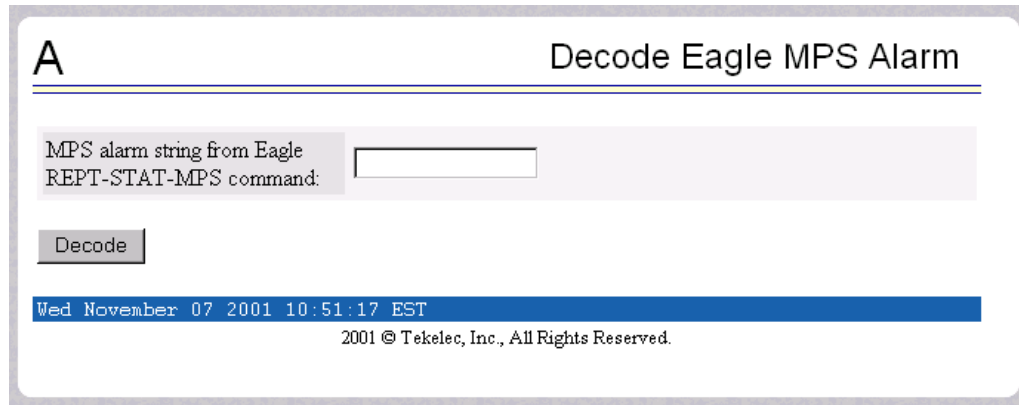 A
Decode Eagle MPS Alarm
MPS alarm string from Eagle
REPT-STAT-MPS command:
Decode
Wed November 07 2001 10:51:17 EST
2001 © Tekelec, Inc., All Rights Reserved.